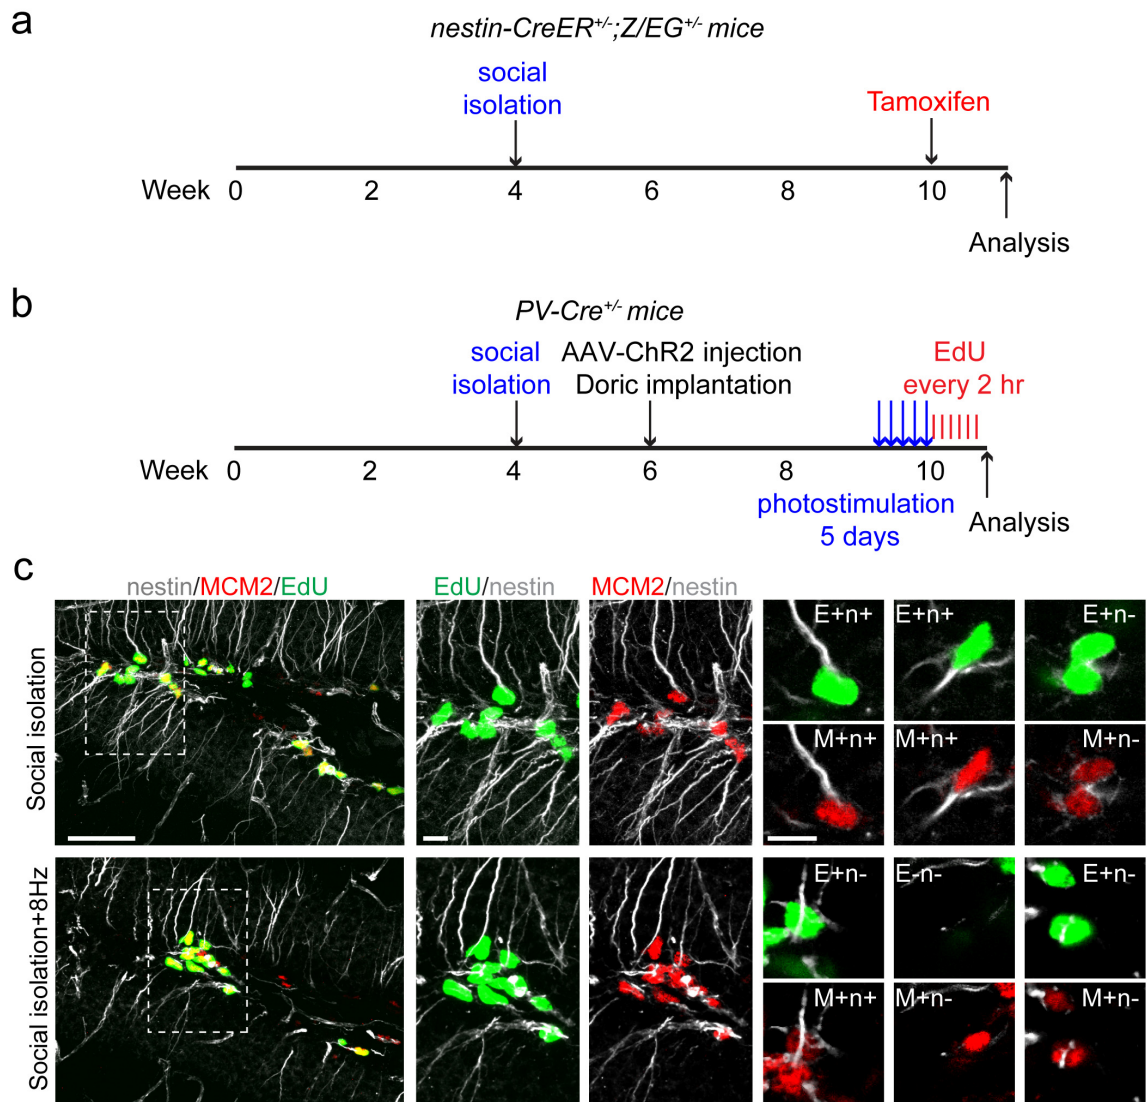 a
nestin-CreER+/-;Z/EG+/- mice
social
isolation
Tamoxifen
Week 0 2 4 6 8 10
Analysis
b
PV-Cre+/- mice
social
isolation
AAV-ChR2 injection
Doric implantation
EdU
every 2 hr
Week 0 2 4 6 8 10
photostimulation
5 days
Analysis
c
nestin/MCM2/EdU
EdU/nestin
MCM2/nestin
Social isolation
E+n+
E+n+
E+n-
M+n+
M+n+
M+n-
Social isolation+8Hz
E+n-
E-n-
E+n-
M+n+
M+n-
M+n-